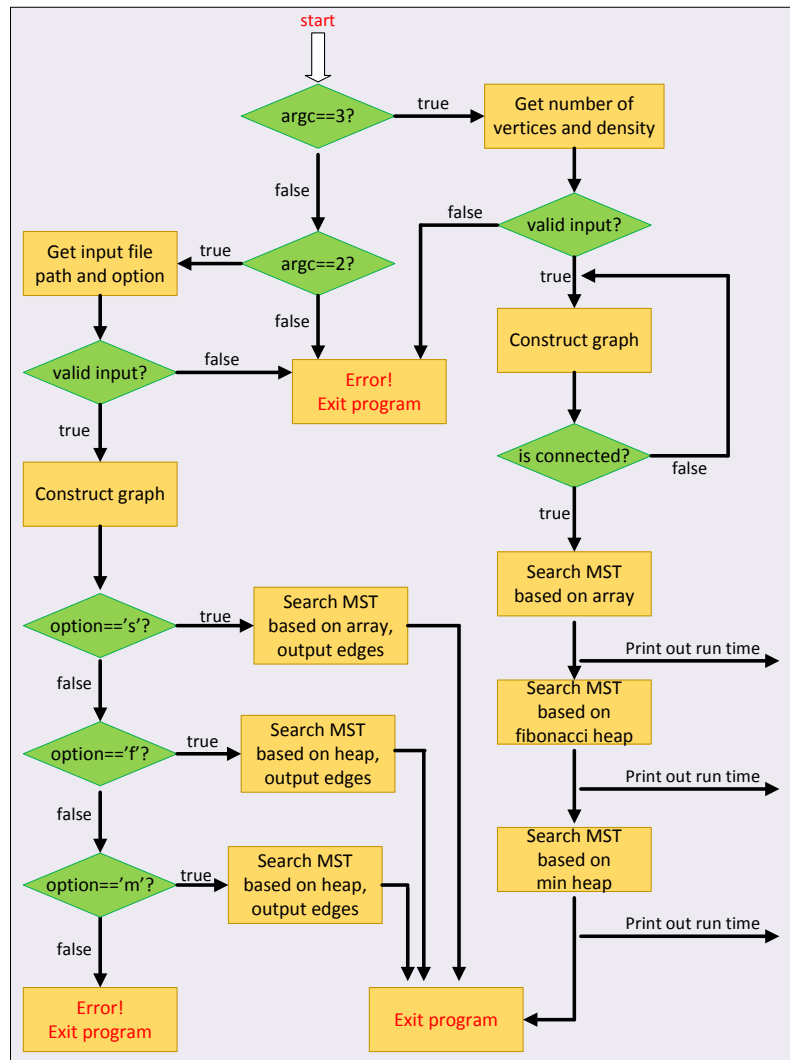 start
argc==3?
true
Get number of
vertices and density
false
false
valid input?
true
Get input file
path and option
true
argc==2?
false
Construct graph
valid input?
false
Error!
Exit program
true
is connected?
false
true
Construct graph
Search MST
based on array
option=='s'?
true
Search MST
based on array,
output edges
Print out run time
false
Search MST
based on
fibonacci heap
option=='f'?
true
Search MST
based on heap,
output edges
Print out run time
false
Search MST
based on
min heap
option=='m'?
true
Search MST
based on heap,
output edges
Print out run time
false
Error!
Exit program
Exit program